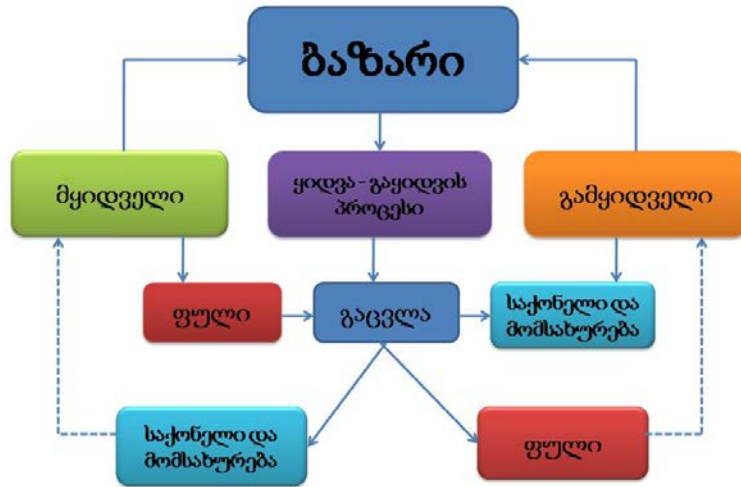 ბაზარი
მყიდველი
ყიდვა - გაყიდვის
პროცესი
გამყიდველი
ფული
გაცვლა
საქონელი და
მომსახურება
საქონელი და
მომსახურება
ფული